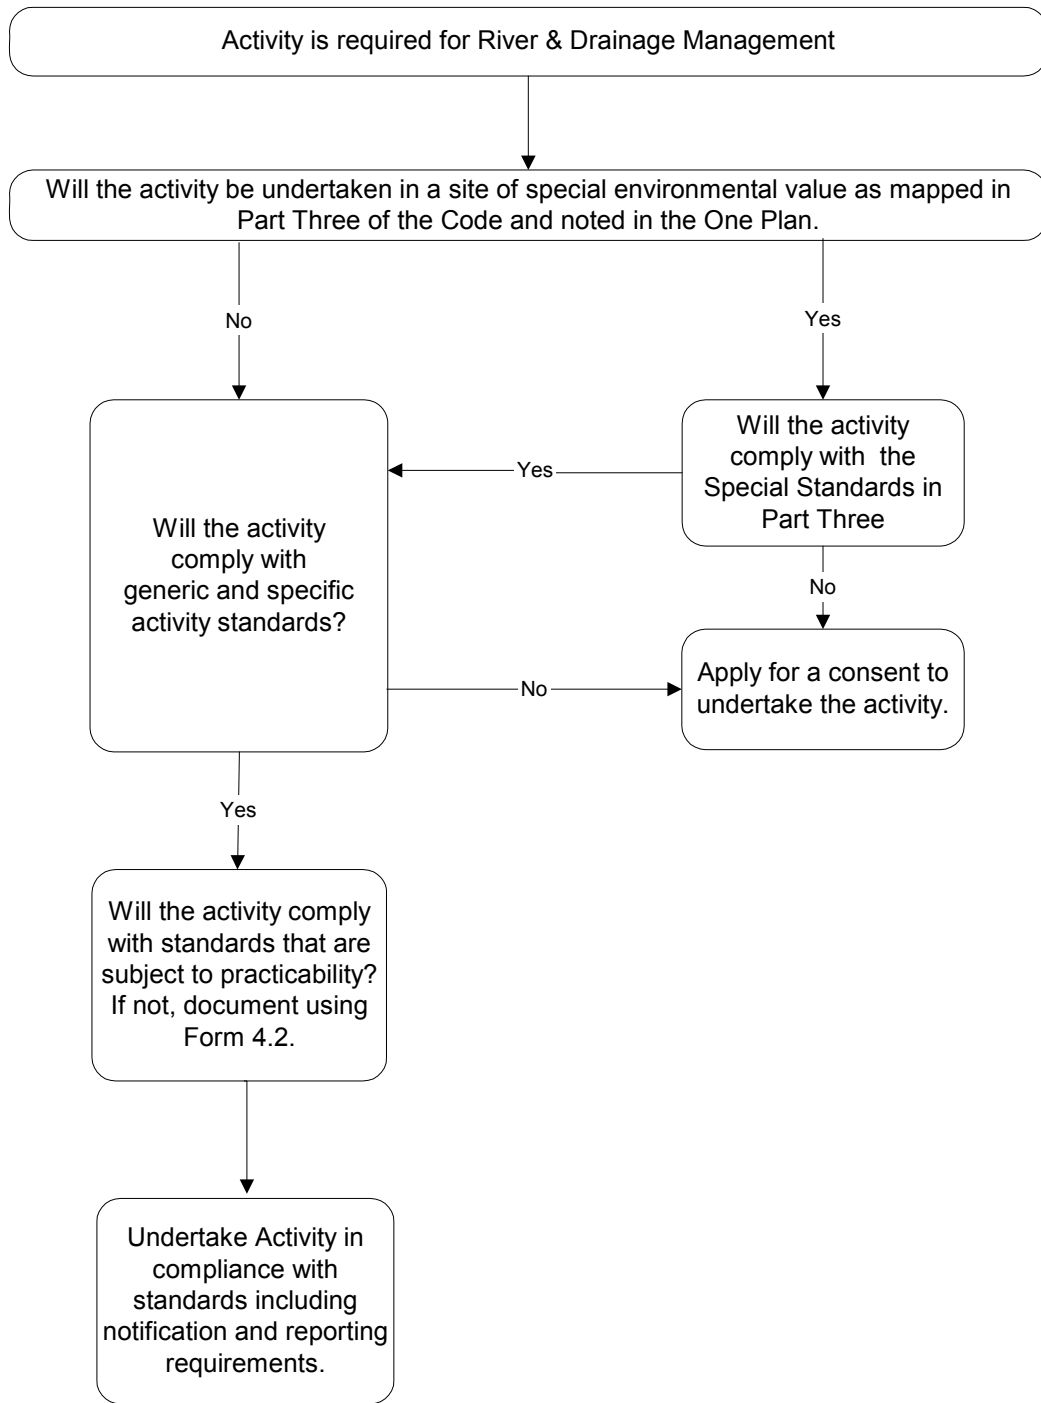 Activity is required for River & Drainage Management
Will the activity be undertaken in a site of special environmental value as mapped in
Part Three of the Code and noted in the One Plan.
No
Yes
Will the activity
comply with the
Special Standards in
Part Three
Yes
Will the activity
comply with
generic and specific
activity standards?
No
Apply for a consent to
undertake the activity.
No
Yes
Will the activity comply
with standards that are
subject to practicability?
If not, document using
Form 4.2.
Undertake Activity in
compliance with
standards including
notification and reporting
requirements.